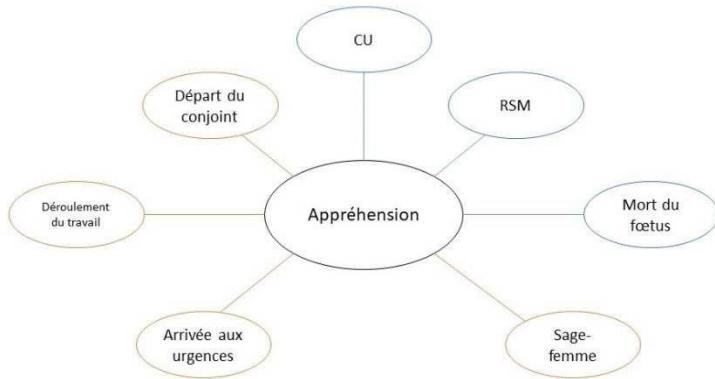 CU
Départ du
conjoint
RSM
Déroulement
du travail
Appréhension
Mort du
fœtus
Arrivée aux
urgences
Sage-
femme